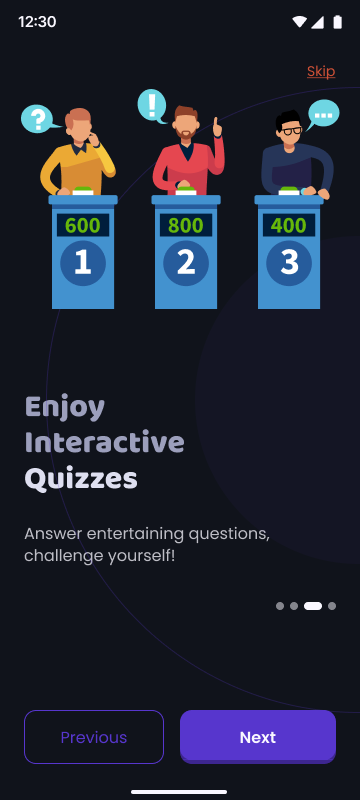 12:30
Skip
?
!
...
600
800
400
1
2
3
Enjoy
Interactive
Quizzes
Answer entertaining questions,
challenge yourself!
Previous
Next